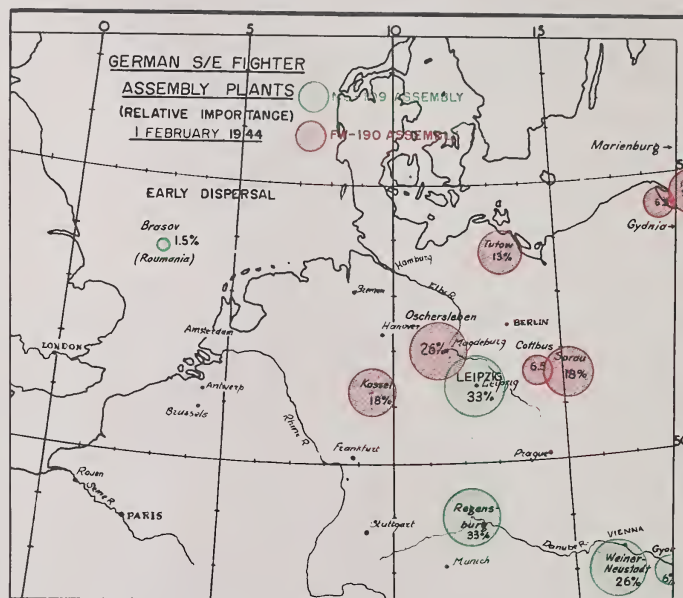 0
5
10
15
GERMAN S/E FIGHTER
ASSEMBLY PLANTS
(RELATIVE IMPORTANCE)
1 FEBRUARY 1944
109 ASSEMBLY
FW-190 ASSEMBLY
EARLY DISPERSAL
Brasov
1.5%
(Roumania)
Marienburg →
Gydnia →
Tutow
13%
Hamburg
Elbe R
Bremen
Hanover
Oschersleben
26%
Magdeburg
BERLIN
Cottbus
6.5
Sorau
18%
LEIPZIG
Leipzig
33%
Kassel
18%
Amsterdam
LONDON
Antwerp
Brussels
Rhine R
Frankfurt
Prague
50
Rouen
Seine R
PARIS
Regens-
burg
33%
Stuttgart
Munich
Danube R
VIENNA
Weiner-
Neustadt
26%
Gyor
6%